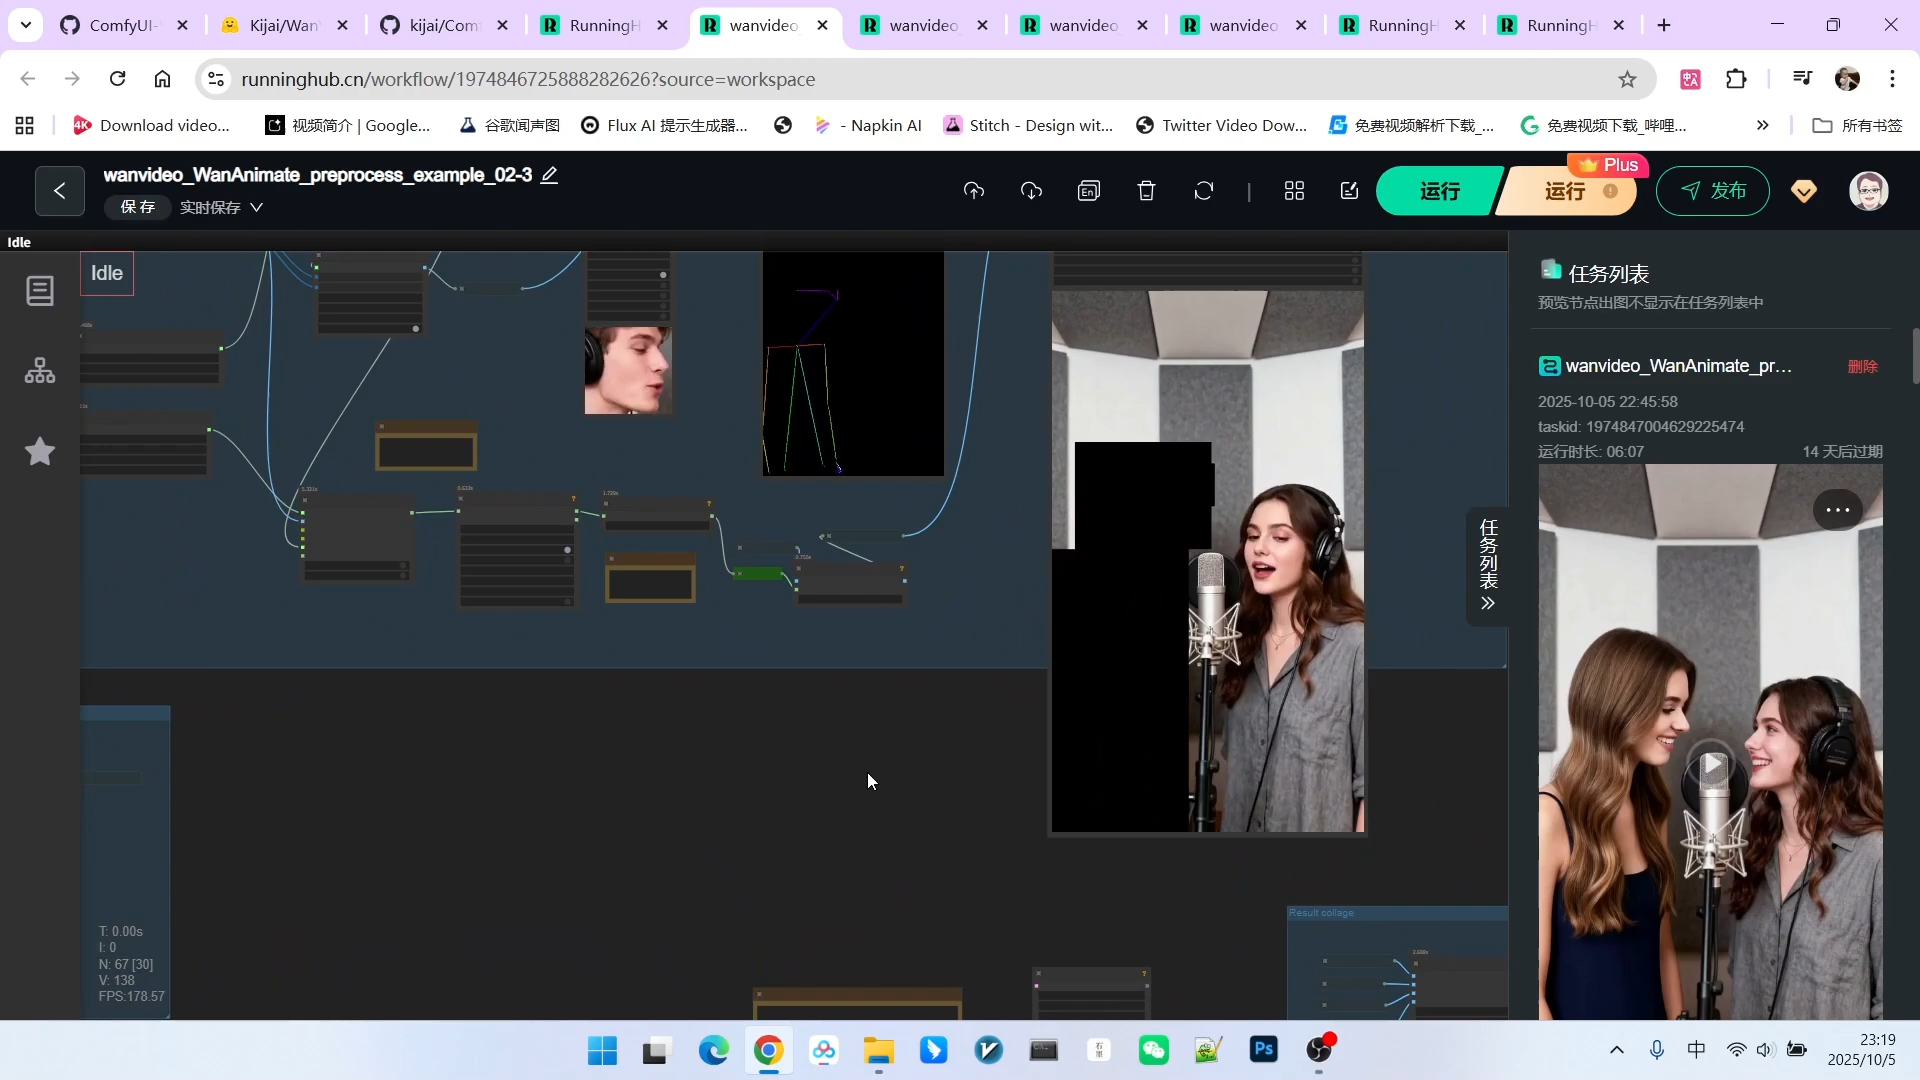 ComfyUI-
Kijai/Wan
kijai/Com
RunningH
wanvideo_
wanvideo_
wanvideo_
wanvideo
RunningH
RunningH
runninghub.cn/workflow/1974846725888282626?source=workspace
Download video...
视频简介 | Google...
谷歌闻声图
Flux AI 提示生成器...
- Napkin AI
Stitch - Design wit...
Twitter Video Dow...
免费视频解析下载_...
免费视频下载_哔哩...
所有书签
wanvideo_WanAnimate_preprocess_example_02-3
保存
实时保存
En
运行
运行
Plus
发布
Idle
Idle
任务列表
预览节点出图不显示在任务列表中
wanvideo_WanAnimate_pr...
删除
2025-10-05 22:45:58
taskid: 1974847004629225474
运行时长: 06:07
14 天后过期
任务列表
T: 0.00s
I: 0
N: 67 [30]
V: 138
FPS:178.57
Result collage
Ps
中
23:19
2025/10/5